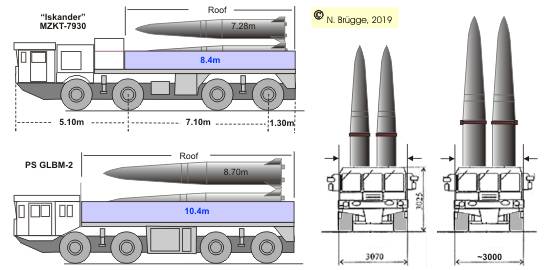 "Iskander"
MZKT-7930
Roof
7.28m
8.4m
5.10m
7.10m
1.30m
PS GLBM-2
Roof
8.70m
10.4m
© N. Brügge, 2019
3025
3070
~3000